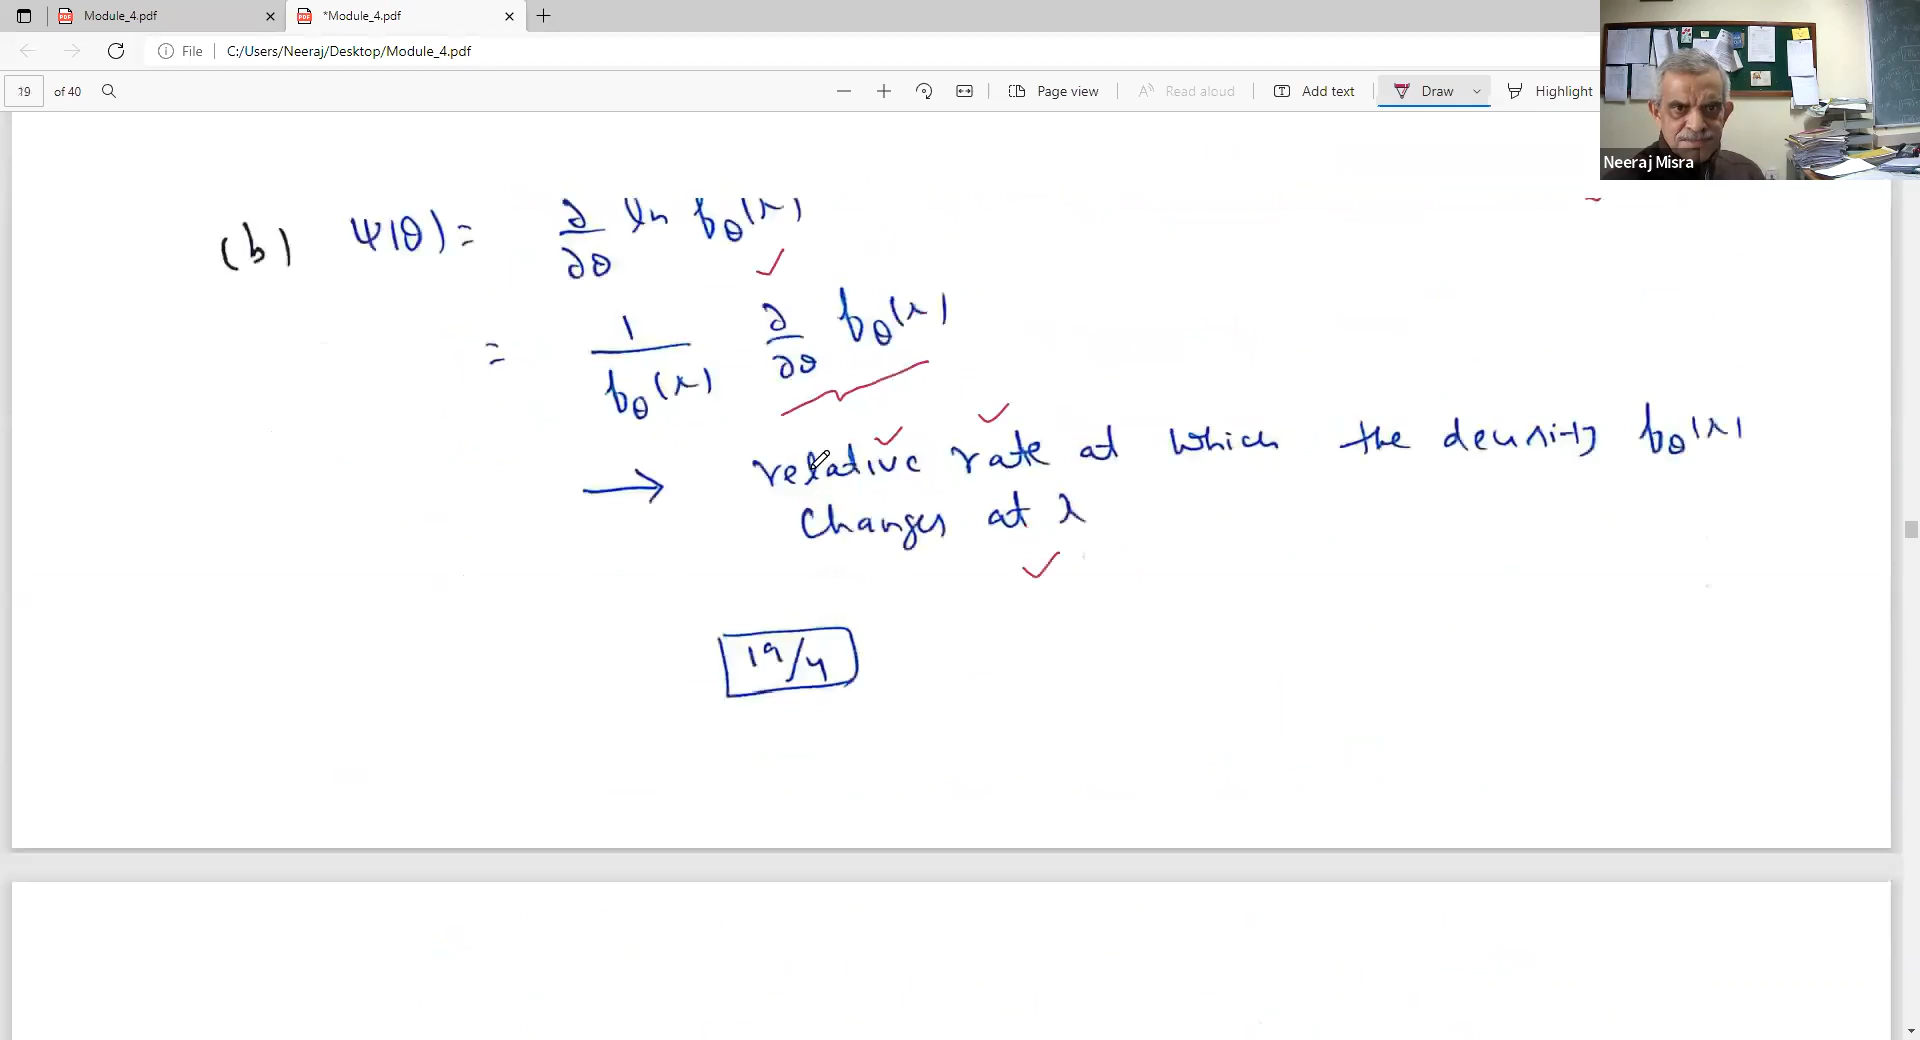 Module_4.pdf
*Module_4.pdf
File
C:/Users/Neeraj/Desktop/Module_4.pdf
19 of 40
Page view
Read aloud
Add text
Draw
Highlight
Neeraj Misra
(b) Ψ(θ) = ∂/∂θ ln f_θ(x)
= 1/f_θ(x) ∂/∂θ f_θ(x)
→ relative rate at which the density f_θ(x)
changes at x
19/4